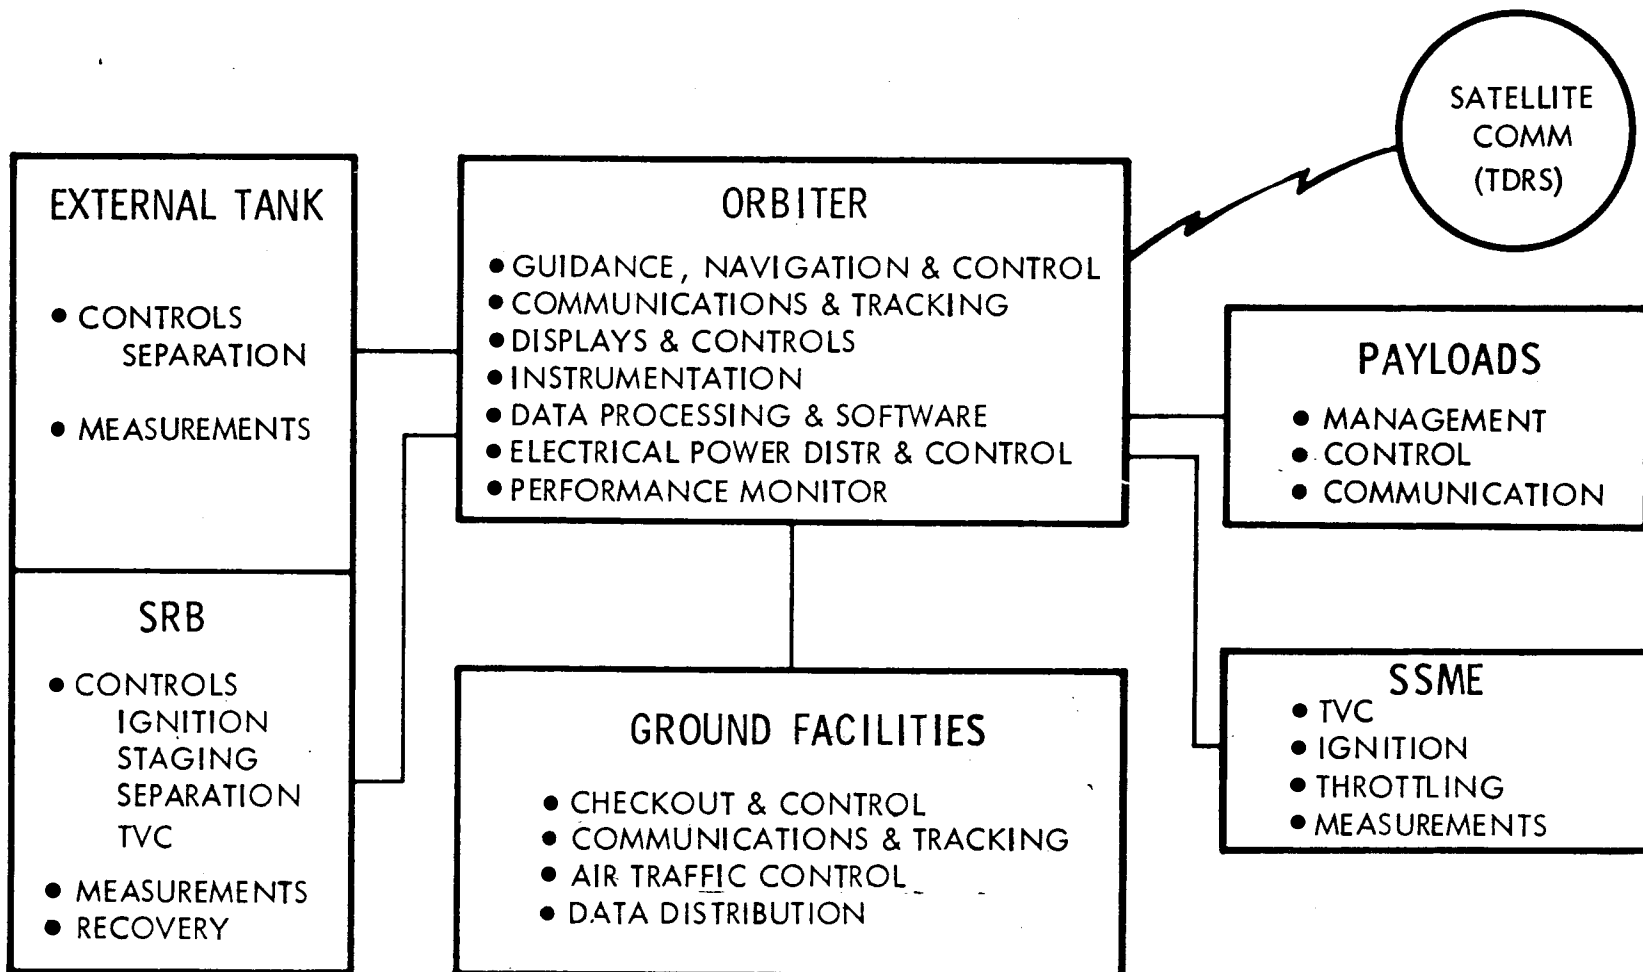 SATELLITE
COMM
(TDRS)
EXTERNAL TANK
● CONTROLS
SEPARATION
● MEASUREMENTS
SRB
● CONTROLS
IGNITION
STAGING
SEPARATION
TVC
● MEASUREMENTS
● RECOVERY
ORBITER
● GUIDANCE, NAVIGATION & CONTROL
● COMMUNICATIONS & TRACKING
● DISPLAYS & CONTROLS
● INSTRUMENTATION
● DATA PROCESSING & SOFTWARE
● ELECTRICAL POWER DISTR & CONTROL
● PERFORMANCE MONITOR
GROUND FACILITIES
● CHECKOUT & CONTROL
● COMMUNICATIONS & TRACKING
● AIR TRAFFIC CONTROL
● DATA DISTRIBUTION
PAYLOADS
● MANAGEMENT
● CONTROL
● COMMUNICATION
SSME
● TVC
● IGNITION
● THROTTLING
● MEASUREMENTS